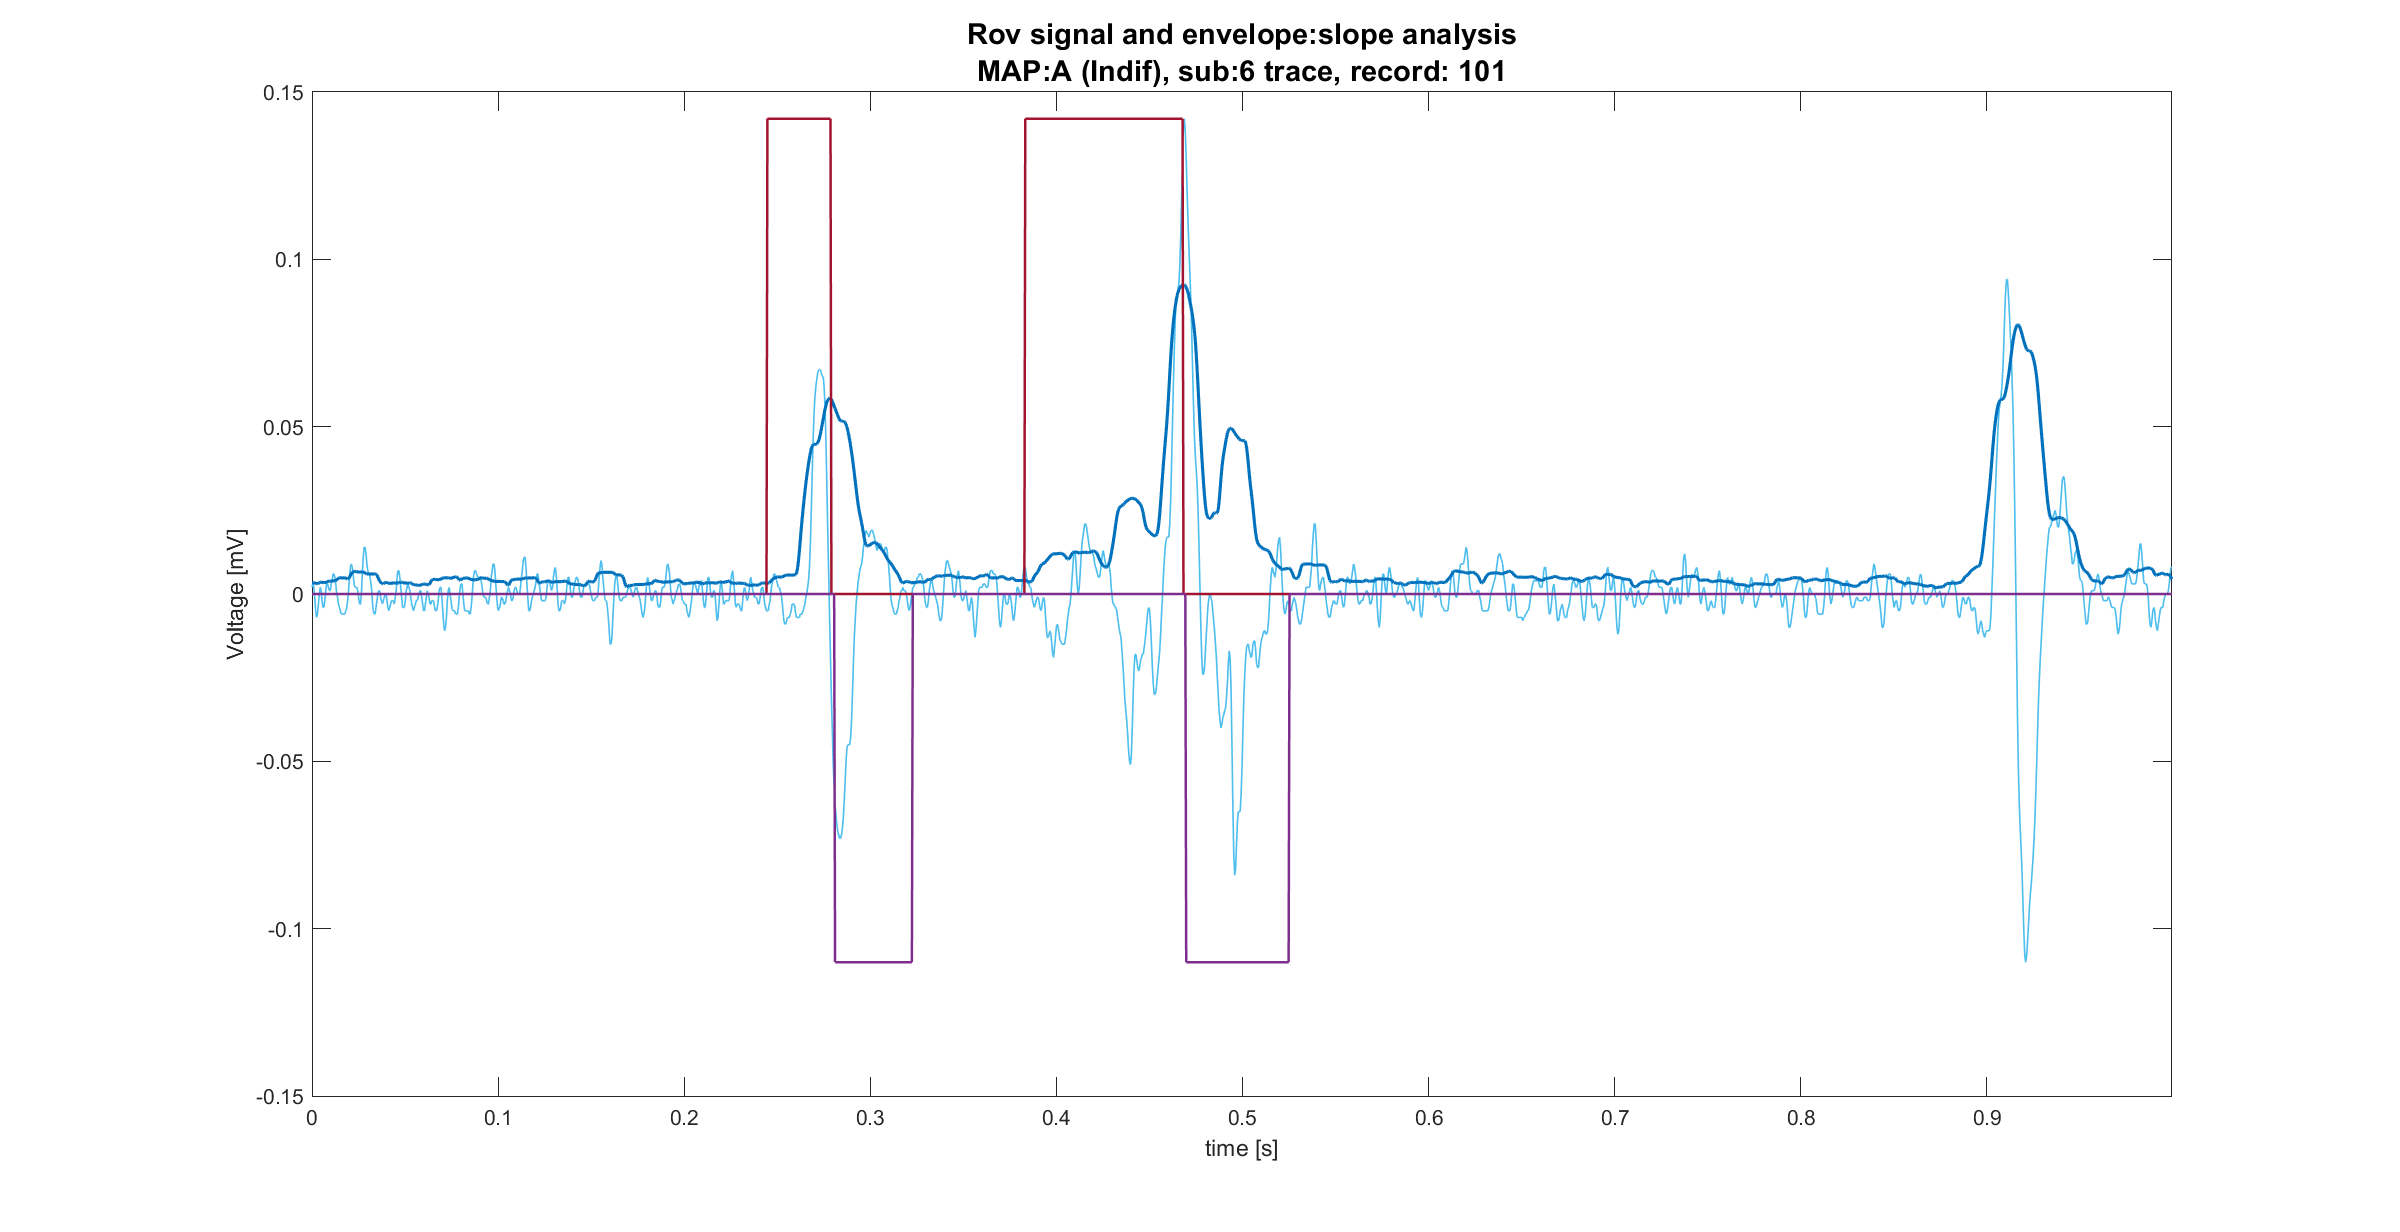 Rov signal and envelope:slope analysis
MAP:A (Indif), sub:6 trace, record: 101
0.15
0.1
0.05
0
-0.05
-0.1
-0.15
Voltage [mV]
0 0.1 0.2 0.3 0.4 0.5 0.6 0.7 0.8 0.9
time [s]